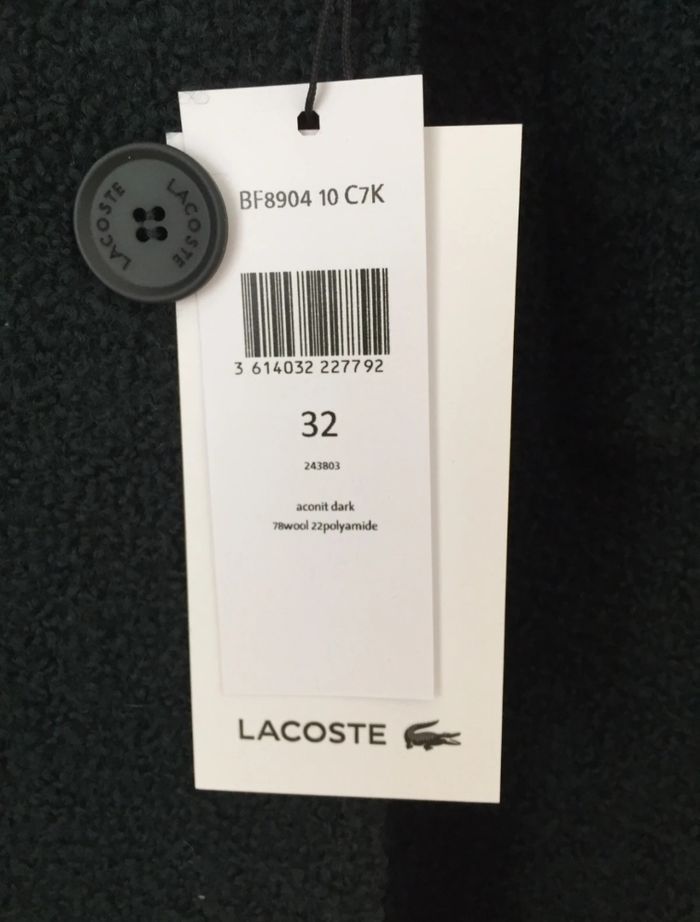 BF8904 10 C7K
LACOSTE
LACOSTE
3 614032 227792
32
243803
aconit dark
78wool 22polyamide
LACOSTE